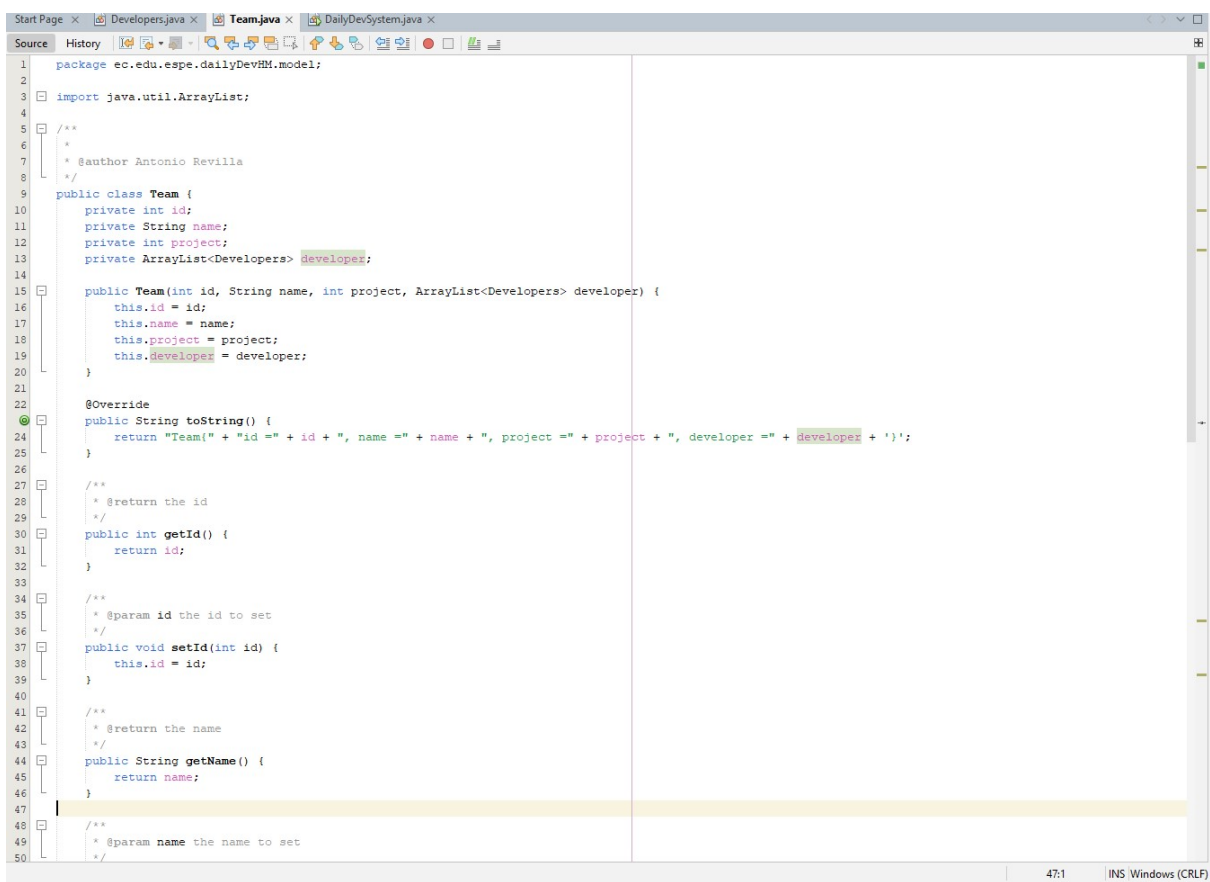 Start Page Developers.java Team.java DailyDevSystem.java
Source History
1 package ec.edu.espe.dailyDevHM.model;
2
3 import java.util.ArrayList;
4
5 /**
6 *
7 * @author Antonio Revilla
8 */
9 public class Team {
10 private int id;
11 private String name;
12 private int project;
13 private ArrayList<Developers> developer;
14
15 public Team(int id, String name, int project, ArrayList<Developers> developer) {
16 this.id = id;
17 this.name = name;
18 this.project = project;
19 this.developer = developer;
20 }
21
22 @Override
public String toString() {
24 return "Team{" + "id =" + id + ", name =" + name + ", project =" + project + ", developer =" + developer + '}';
25 }
26
27 /**
28 * @return the id
29 */
30 public int getId() {
31 return id;
32 }
33
34 /**
35 * @param id the id to set
36 */
37 public void setId(int id) {
38 this.id = id;
39 }
40
41 /**
42 * @return the name
43 */
44 public String getName() {
45 return name;
46 }
47
48 /**
49 * @param name the name to set
50 */
47:1 INS Windows (CRLF)